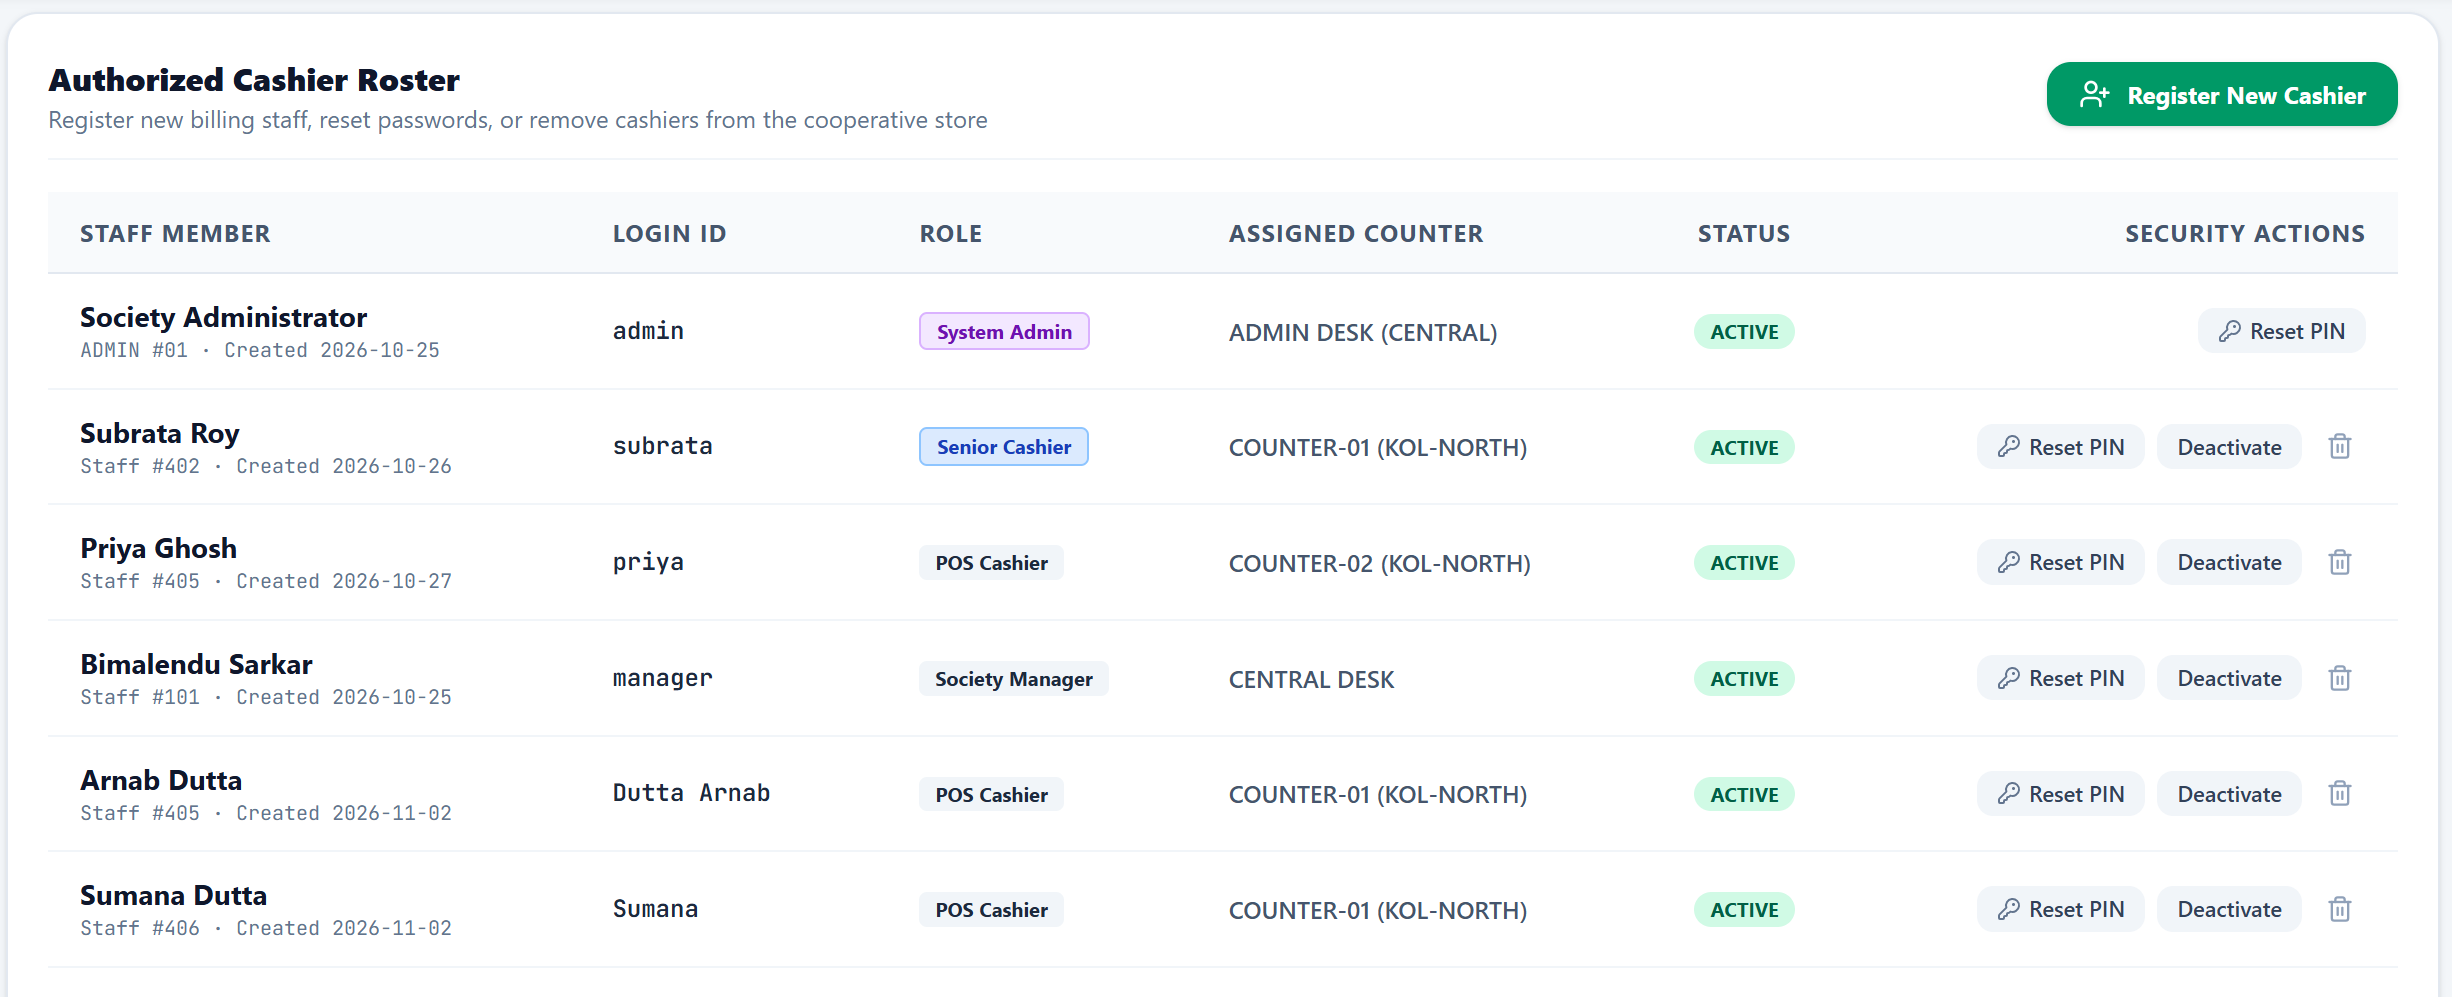 Authorized Cashier Roster
Register new billing staff, reset passwords, or remove cashiers from the cooperative store
Register New Cashier
STAFF MEMBER LOGIN ID ROLE ASSIGNED COUNTER STATUS SECURITY ACTIONS
Society Administrator
ADMIN #01 · Created 2026-10-25
admin System Admin ADMIN DESK (CENTRAL) ACTIVE Reset PIN
Subrata Roy
Staff #402 · Created 2026-10-26
subrata Senior Cashier COUNTER-01 (KOL-NORTH) ACTIVE Reset PIN Deactivate
Priya Ghosh
Staff #405 · Created 2026-10-27
priya POS Cashier COUNTER-02 (KOL-NORTH) ACTIVE Reset PIN Deactivate
Bimalendu Sarkar
Staff #101 · Created 2026-10-25
manager Society Manager CENTRAL DESK ACTIVE Reset PIN Deactivate
Arnab Dutta
Staff #405 · Created 2026-11-02
Dutta Arnab POS Cashier COUNTER-01 (KOL-NORTH) ACTIVE Reset PIN Deactivate
Sumana Dutta
Staff #406 · Created 2026-11-02
Sumana POS Cashier COUNTER-01 (KOL-NORTH) ACTIVE Reset PIN Deactivate